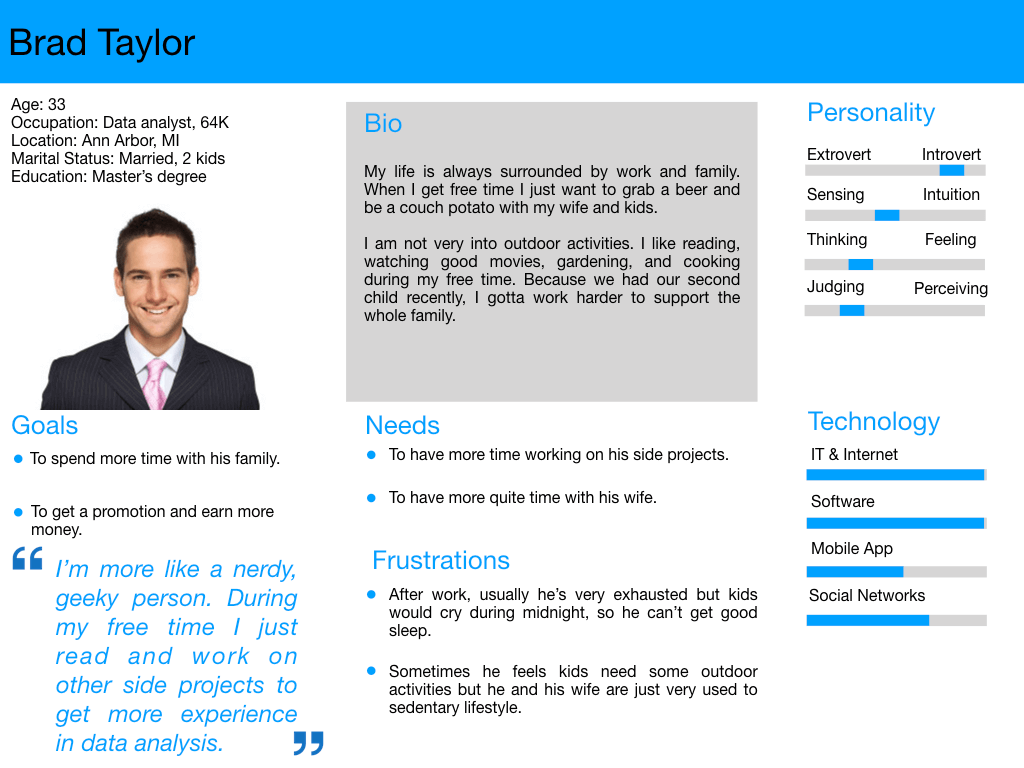 Brad Taylor
Age: 33
Occupation: Data analyst, 64K
Location: Ann Arbor, MI
Marital Status: Married, 2 kids
Education: Master’s degree
Bio
My life is always surrounded by work and family.
When I get free time I just want to grab a beer and
be a couch potato with my wife and kids.
I am not very into outdoor activities. I like reading,
watching good movies, gardening, and cooking
during my free time. Because we had our second
child recently, I gotta work harder to support the
whole family.
Personality
Extrovert Introvert
Sensing Intuition
Thinking Feeling
Judging Perceiving
Goals
To spend more time with his family.
To get a promotion and earn more
money.
“
I’m more like a nerdy,
geeky person. During
my free time I just
read and work on
other side projects to
get more experience
in data analysis.
”
Needs
To have more time working on his side projects.
To have more quite time with his wife.
Frustrations
After work, usually he’s very exhausted but kids
would cry during midnight, so he can’t get good
sleep.
Sometimes he feels kids need some outdoor
activities but he and his wife are just very used to
sedentary lifestyle.
Technology
IT & Internet
Software
Mobile App
Social Networks